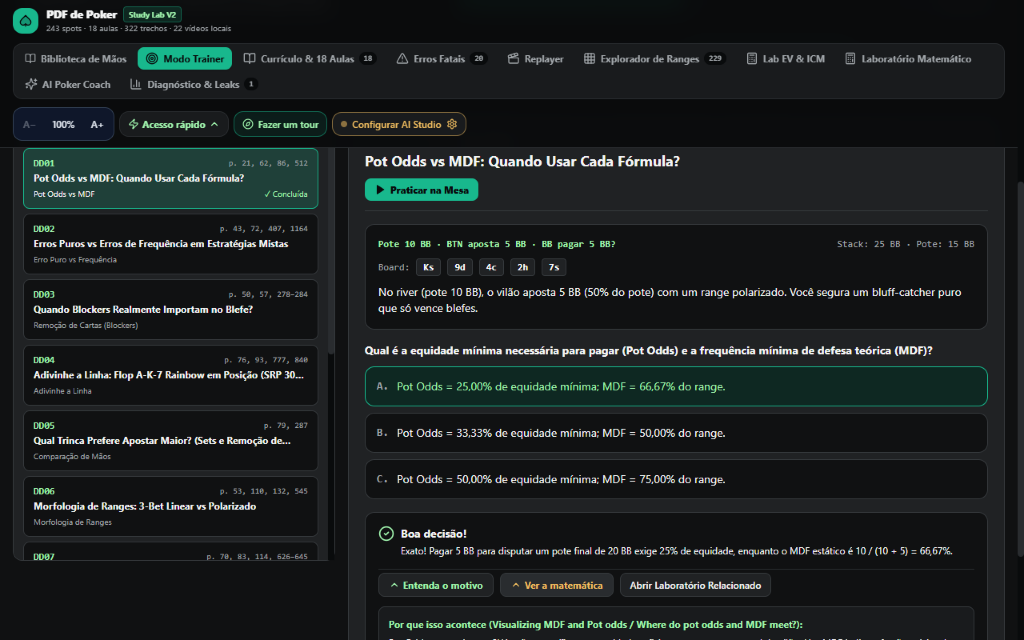 PDF de Poker Study Lab V2
243 spots · 18 aulas · 322 trechos · 22 vídeos locais
Biblioteca de Mãos Modo Trainer Currículo & 18 Aulas 18 Erros Fatais 20 Replayer Explorador de Ranges 229 Lab EV & ICM Laboratório Matemático
AI Poker Coach Diagnóstico & Leaks 1
A- 100% A+ Acesso rápido Fazer um tour Configurar AI Studio
DD01 p. 21, 62, 86, 512
Pot Odds vs MDF: Quando Usar Cada Fórmula?
Pot Odds vs MDF ✓ Concluída
DD02 p. 43, 72, 407, 1164
Erros Puros vs Erros de Frequência em Estratégias Mistas
Erro Puro vs Frequência
DD03 p. 50, 57, 278-284
Quando Blockers Realmente Importam no Blefe?
Remoção de Cartas (Blockers)
DD04 p. 76, 93, 777, 840
Adivinhe a Linha: Flop A-K-7 Rainbow em Posição (SRP 30...
Adivinhe a Linha
DD05 p. 79, 287
Qual Trinca Prefere Apostar Maior? (Sets e Remoção de...
Comparação de Mãos
DD06 p. 53, 110, 132, 545
Morfologia de Ranges: 3-Bet Linear vs Polarizado
Morfologia de Ranges
DD07 p. 70, 83, 114, 626-645
Pot Odds vs MDF: Quando Usar Cada Fórmula?
Praticar na Mesa
Pote 10 BB · BTN aposta 5 BB · BB pagar 5 BB? Stack: 25 BB · Pote: 15 BB
Board: Ks 9d 4c 2h 7s
No river (pote 10 BB), o vilão aposta 5 BB (50% do pote) com um range polarizado. Você segura um bluff-catcher puro
que só vence blefes.
Qual é a equidade mínima necessária para pagar (Pot Odds) e a frequência mínima de defesa teórica (MDF)?
A. Pot Odds = 25,00% de equidade mínima; MDF = 66,67% do range.
B. Pot Odds = 33,33% de equidade mínima; MDF = 50,00% do range.
C. Pot Odds = 50,00% de equidade mínima; MDF = 75,00% do range.
Boa decisão!
Exato! Pagar 5 BB para disputar um pote final de 20 BB exige 25% de equidade, enquanto o MDF estático é 10 / (10 + 5) = 66,67%.
Entenda o motivo Ver a matemática Abrir Laboratório Relacionado
Por que isso acontece (Visualizing MDF and Pot odds / Where do pot odds and MDF meet?):